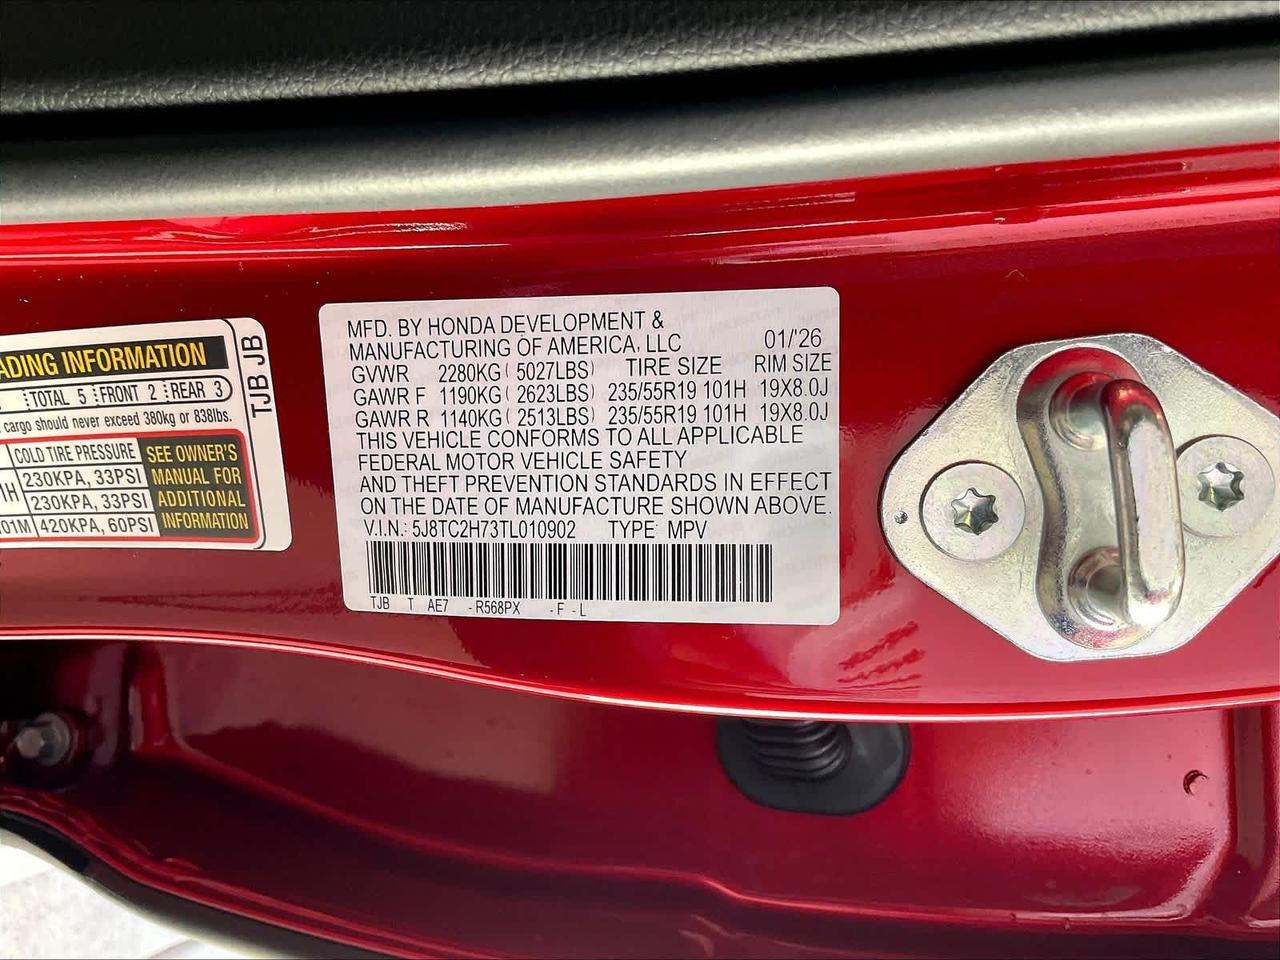 ADING INFORMATION
TOTAL 5 FRONT 2 REAR 3
cargo should never exceed 380kg or 838lbs.
COLD TIRE PRESSURE
230KPA, 33PSI
230KPA, 33PSI
01M 420KPA, 60PSI
SEE OWNER'S
MANUAL FOR
ADDITIONAL
INFORMATION
TJB JB
MFD. BY HONDA DEVELOPMENT &
MANUFACTURING OF AMERICA, LLC 01/'26
GVWR 2280KG ( 5027LBS) TIRE SIZE RIM SIZE
GAWR F 1190KG ( 2623LBS) 235/55R19 101H 19X8.0J
GAWR R 1140KG ( 2513LBS) 235/55R19 101H 19X8.0J
THIS VEHICLE CONFORMS TO ALL APPLICABLE
FEDERAL MOTOR VEHICLE SAFETY
AND THEFT PREVENTION STANDARDS IN EFFECT
ON THE DATE OF MANUFACTURE SHOWN ABOVE.
V.I.N.: 5J8TC2H73TL010902 TYPE: MPV
TJB T AE7 -R568PX -F-L